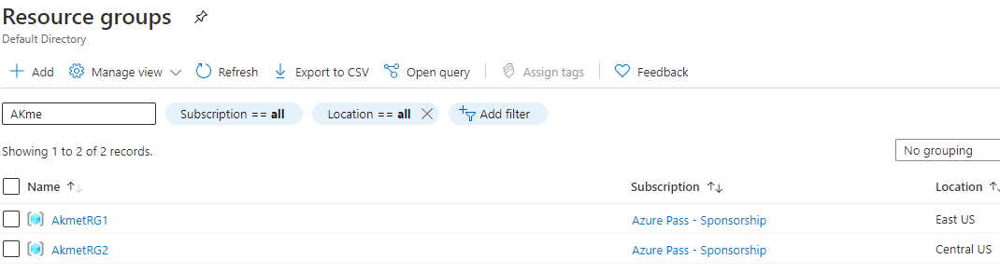 Resource groups
Default Directory
Add Manage view Refresh Export to CSV Open query Assign tags Feedback
AKme Subscription == all Location == all Add filter
Showing 1 to 2 of 2 records. No grouping
Name Subscription Location
AkmetRG1 Azure Pass - Sponsorship East US
AkmetRG2 Azure Pass - Sponsorship Central US